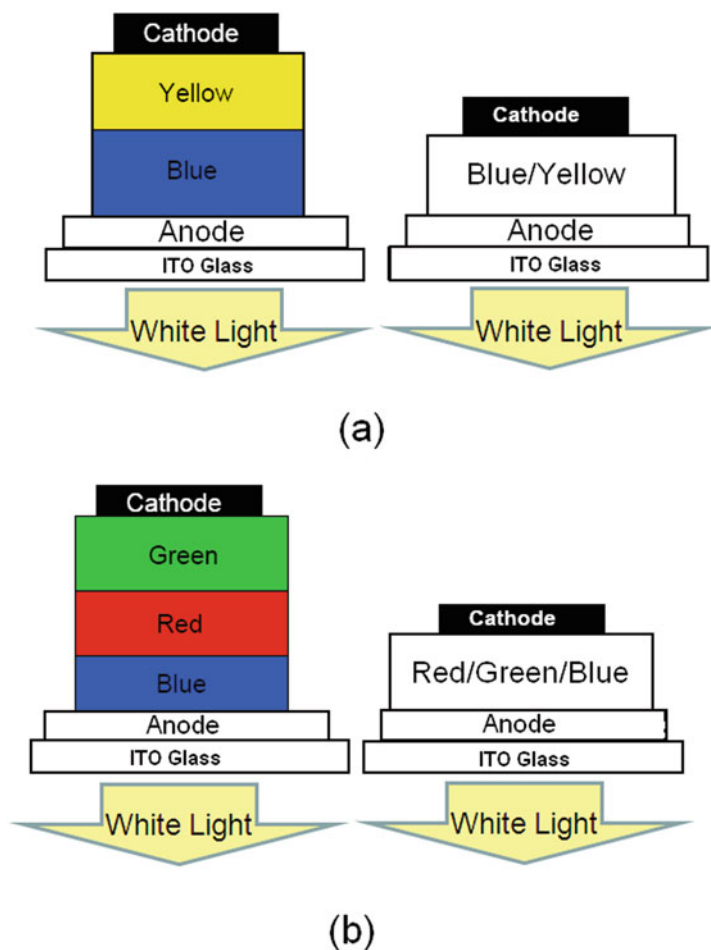 Cathode
Yellow
Blue
Anode
ITO Glass
White Light
Cathode
Blue/Yellow
Anode
ITO Glass
White Light
(a)
Cathode
Green
Red
Blue
Anode
ITO Glass
White Light
Cathode
Red/Green/Blue
Anode
ITO Glass
White Light
(b)